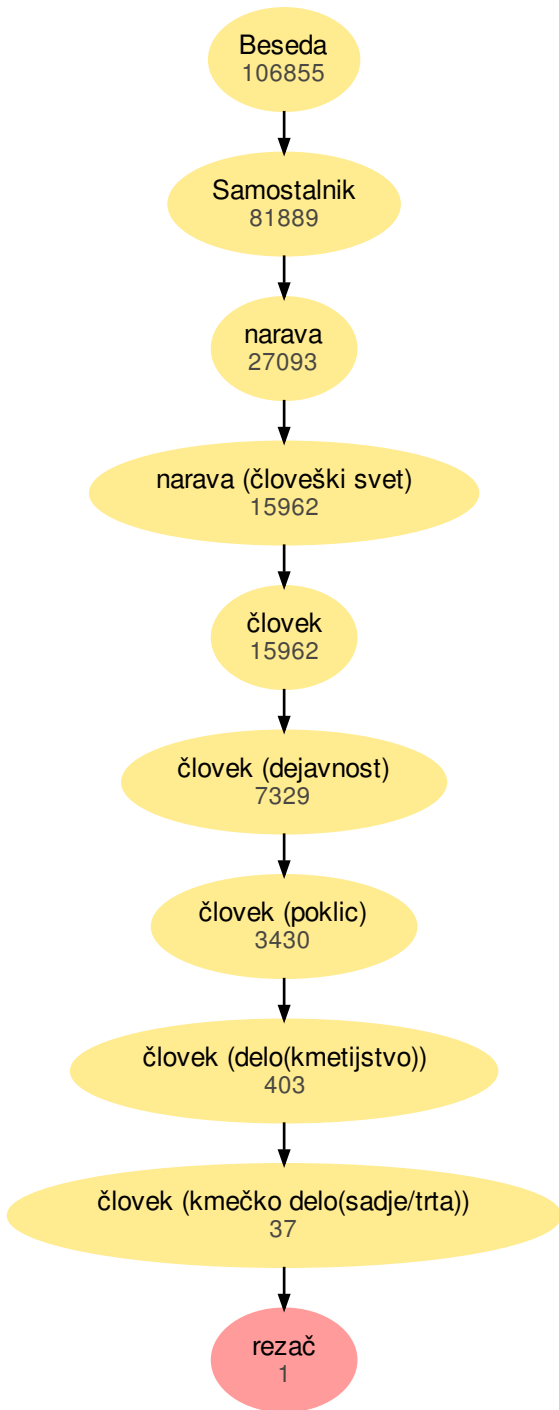 Beseda
106855
Samostalnik
81889
narava
27093
narava (človeški svet)
15962
človek
15962
človek (dejavnost)
7329
človek (poklic)
3430
človek (delo(kmetijstvo))
403
človek (kmečko delo(sadje/trta))
37
rezač
1